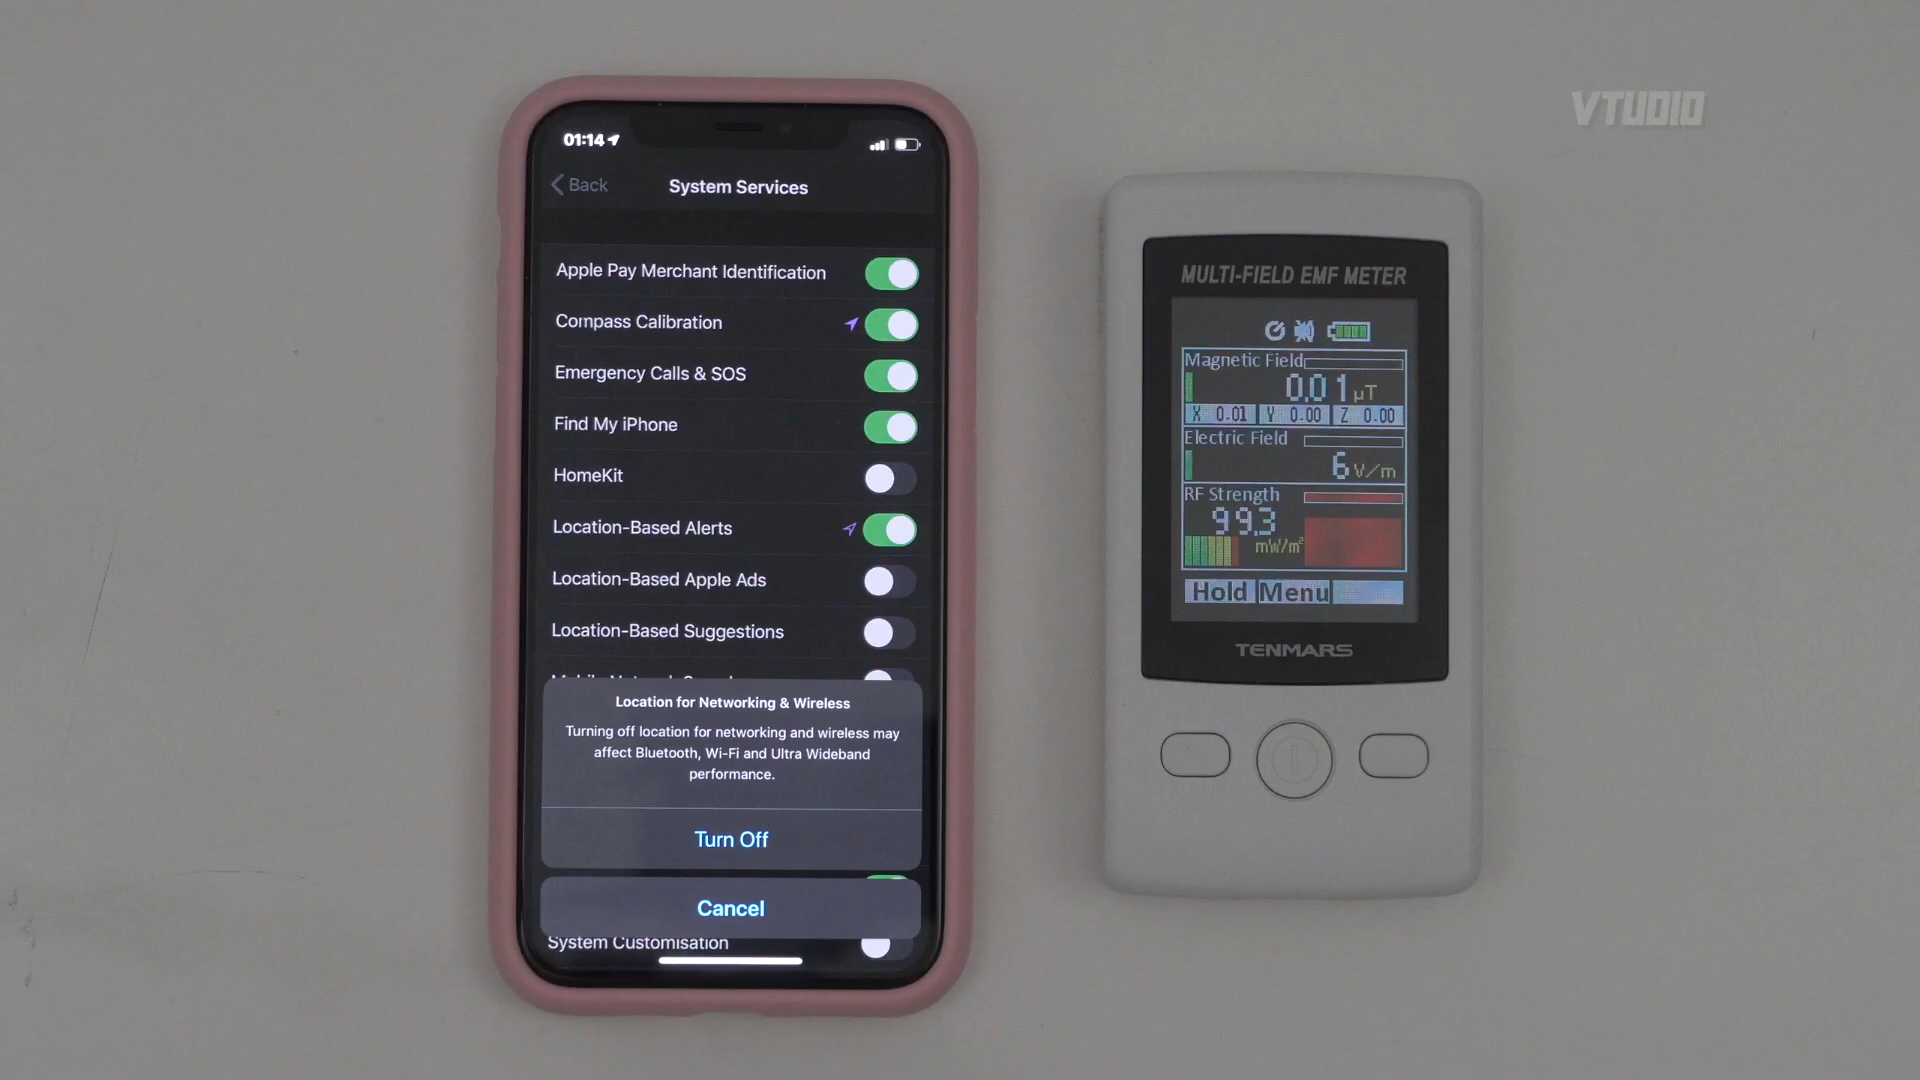 VTUDIO
01:14
Back
System Services
Apple Pay Merchant Identification
Compass Calibration
Emergency Calls & SOS
Find My iPhone
HomeKit
Location-Based Alerts
Location-Based Apple Ads
Location-Based Suggestions
Location for Networking & Wireless
Turning off location for networking and wireless may
affect Bluetooth, Wi-Fi and Ultra Wideband
performance.
Turn Off
Cancel
System Customisation
MULTI-FIELD EMF METER
Magnetic Field
0.01 µT
X 0.01 Y 0.00 Z 0.00
Electric Field
6 V/m
RF Strength
99.3
mW/m²
Hold Menu
TENMARS